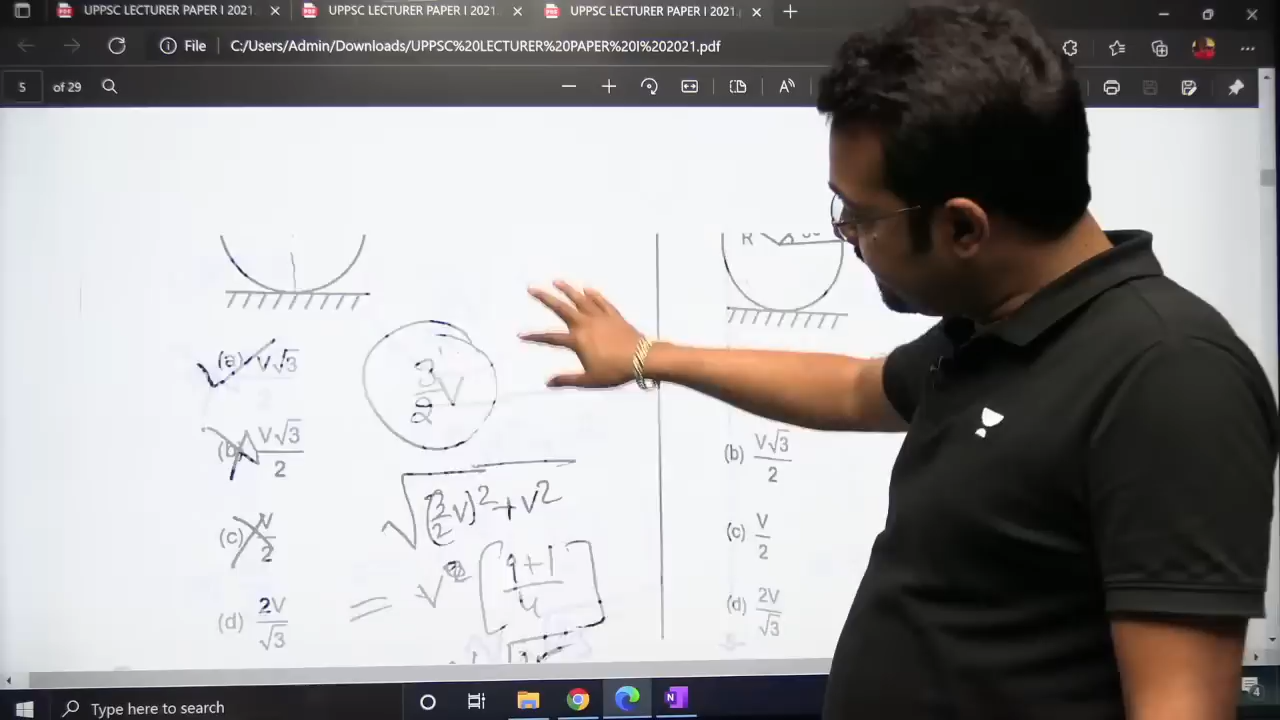 UPPSC LECTURER PAPER I 2021.
UPPSC LECTURER PAPER I 2021.
UPPSC LECTURER PAPER I 2021.
File
C:/Users/Admin/Downloads/UPPSC%20LECTURER%20PAPER%20I%202021.pdf
5 of 29
R
(a) V√3
3/2 V
(b) V√3/2
√(3/2 V)² + V²
(c) V/2
= V [9+1/4]
(d) 2V/√3
(b) V√3/2
(c) V/2
(d) 2V/√3
Type here to search
4